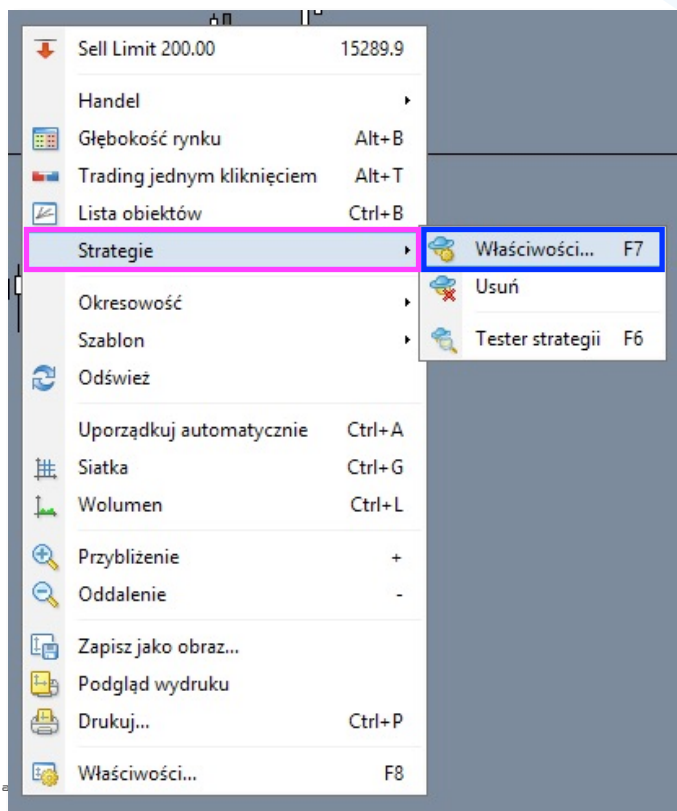 Sell Limit 200.00 15289.9
Handel
Głębokość rynku Alt+B
Trading jednym kliknięciem Alt+T
Lista obiektów Ctrl+B
Strategie
Właściwości... F7
Usuń
Tester strategii F6
Okresowość
Szablon
Odśwież
Uporządkuj automatycznie Ctrl+A
Siatka Ctrl+G
Wolumen Ctrl+L
Przybliżenie +
Oddalenie -
Zapisz jako obraz...
Podgląd wydruku
Drukuj... Ctrl+P
Właściwości... F8